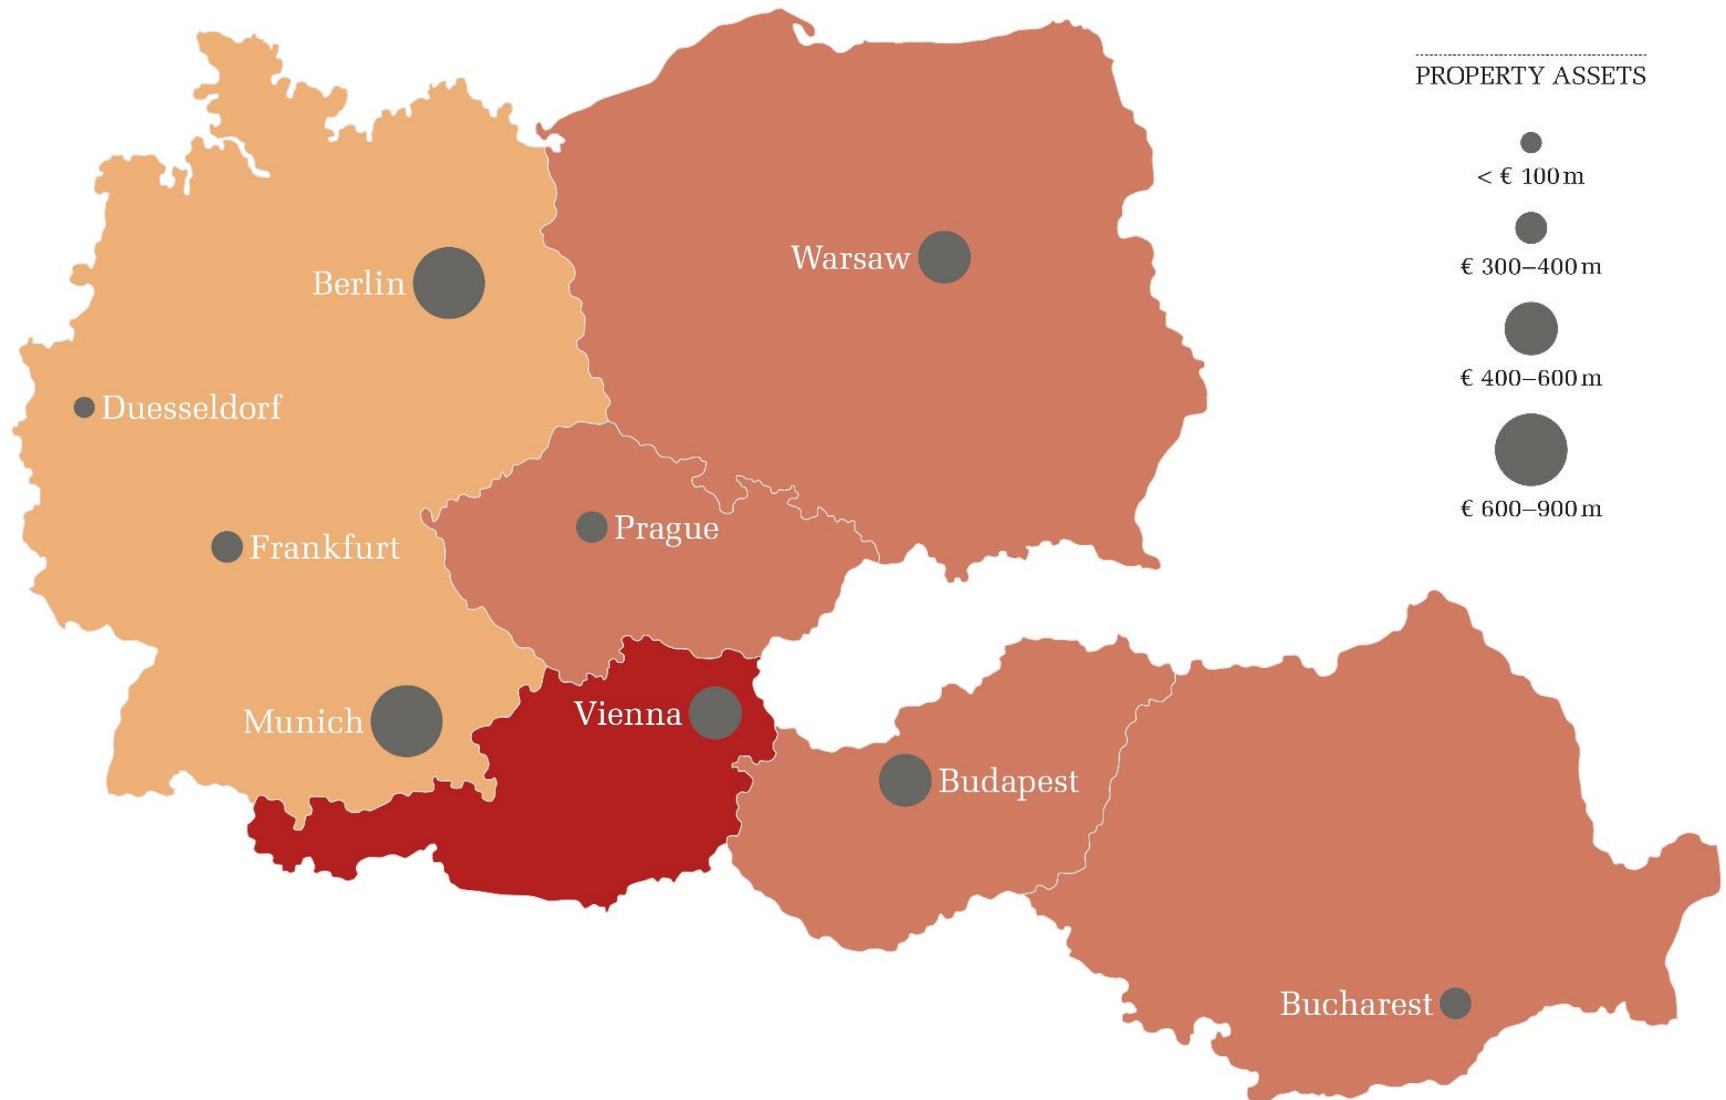 PROPERTY ASSETS
< € 100 m
€ 300–400 m
€ 400–600 m
€ 600–900 m
Warsaw
Berlin
Duesseldorf
Prague
Frankfurt
Vienna
Munich
Budapest
Bucharest